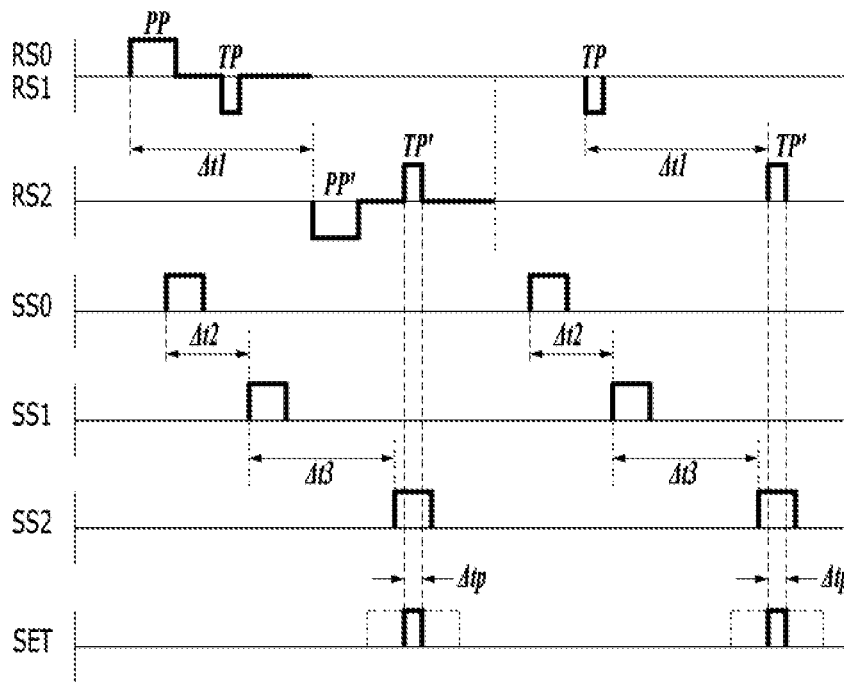 PP
TP
TP
RS0
RS1
Δt1
Δt1
TP'
TP'
PP'
RS2
SS0
Δt2
Δt2
SS1
Δt3
Δt3
SS2
Δtp
Δtp
SET